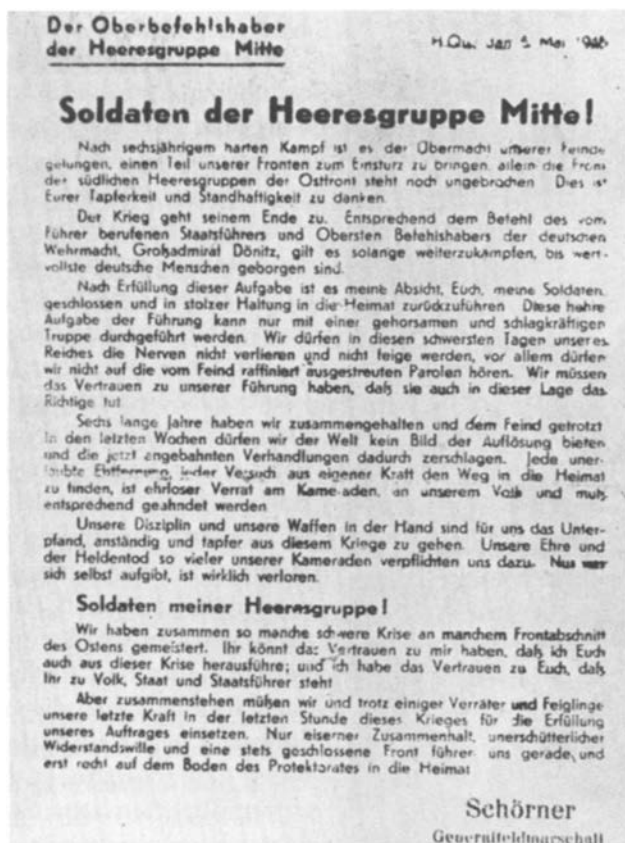 Der Oberbefehlshaber
der Heeresgruppe Mitte
H.Qu. 5 Mai
Soldaten der Heeresgruppe Mitte!
Nach sechsjährigem harten Kampf ist es der Übermacht unserer Feinde
gelungen, einen Teil unserer Fronten zum Einsturz zu bringen, allein die Front
der südlichen Heeresgruppen der Ostfront steht noch ungebrochen. Dies ist
Eurer Tapferkeit und Standhaftigkeit zu danken.
Der Krieg geht seinem Ende zu. Entsprechend dem Befehl des vom
Führer berufenen Staatsführers und Obersten Befehlshabers der deutschen
Wehrmacht, Großadmiral Dönitz, gilt es solange weiterzukämpfen, bis wert-
vollste deutsche Menschen geborgen sind.
Nach Erfüllung dieser Aufgabe ist es meine Absicht, Euch, meine Soldaten,
geschlossen und in stolzer Haltung in die Heimat zurückzuführen. Diese hehre
Aufgabe der Führung kann nur mit einer gehorsamen und schlagkräftigen
Truppe durchgeführt werden. Wir dürfen in diesen schwersten Tagen unseres
Reiches die Nerven nicht verlieren und nicht feige werden, vor allem dürfen
wir nicht auf die vom Feind raffiniert ausgestreuten Parolen hören. Wir müssen
das Vertrauen zu unserer Führung haben, daß sie auch in dieser Lage das
Richtige tut.
Sechs lange Jahre haben wir zusammengehalten und dem Feind getrotzt.
In den letzten Wochen dürfen wir der Welt kein Bild der Auflösung bieten
und die jetzt angebahnten Verhandlungen dadurch zerschlagen. Jede uner-
laubte Entfernung, jeder Versuch aus eigener Kraft den Weg in die Heimat
zu finden, ist ehrloser Verrat am Kameraden, an unserem Volk und muß
entsprechend geahndet werden.
Unsere Disziplin und unsere Waffen in der Hand sind für uns das Unter-
pfand, anständig und tapfer aus diesem Kriege zu gehen. Unsere Ehre und
der Heldentod so vieler unserer Kameraden verpflichten uns dazu. Nur wer
sich selbst aufgibt, ist wirklich verloren.
Soldaten meiner Heeresgruppe!
Wir haben zusammen so manche schwere Krise an manchem Frontabschnitt
des Ostens gemeistert. Ihr könnt das Vertrauen zu mir haben, daß ich Euch
auch aus dieser Krise herausführe; und ich habe das Vertrauen zu Euch, daß
Ihr zu Volk, Staat und Staatsführer steht.
Aber zusammenstehen müßen wir und trotz einiger Verräter und Feiglinge
unsere letzte Kraft in der letzten Stunde dieses Krieges für die Erfüllung
unseres Auftrages einsetzen. Nur eiserner Zusammenhalt, unerschütterlicher
Widerstandswille und eine stets geschlossene Front führen uns gerade und
erst recht auf dem Boden des Protektorates in die Heimat.
Schörner
Generalfeldmarschall